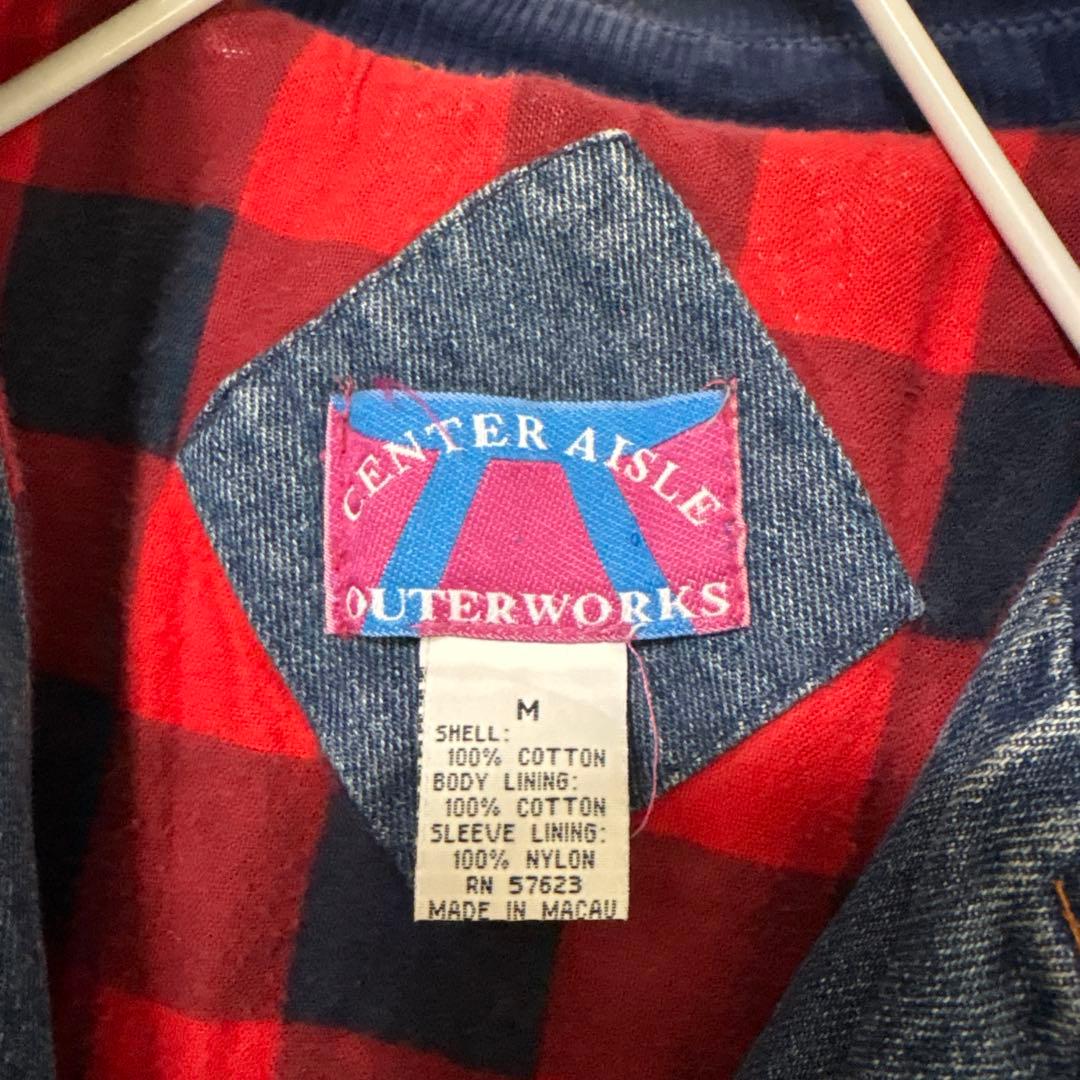 CENTER AISLE
OUTERWORKS
M
SHELL:
100% COTTON
BODY LINING:
100% COTTON
SLEEVE LINING:
100% NYLON
RN 57623
MADE IN MACAU